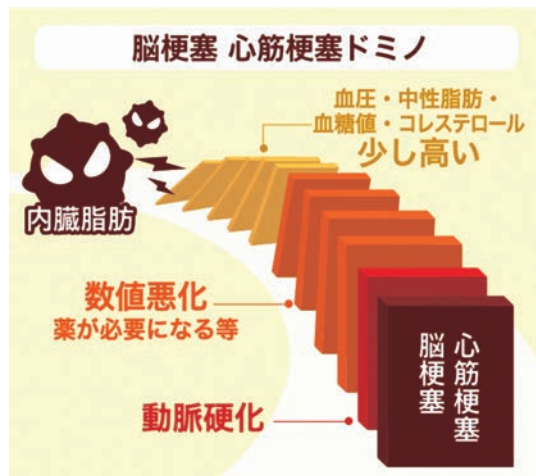 脳梗塞 心筋梗塞ドミノ
血圧・中性脂肪・
血糖値・コレステロール
少し高い
内臓脂肪
数値悪化
薬が必要になる等
動脈硬化
心筋梗塞
脳梗塞